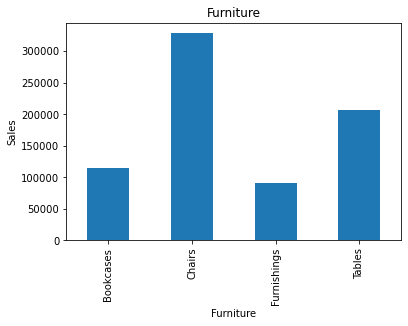 Furniture
300000
250000
200000
150000
100000
50000
0
Sales
Bookcases
Chairs
Furnishings
Tables
Furniture